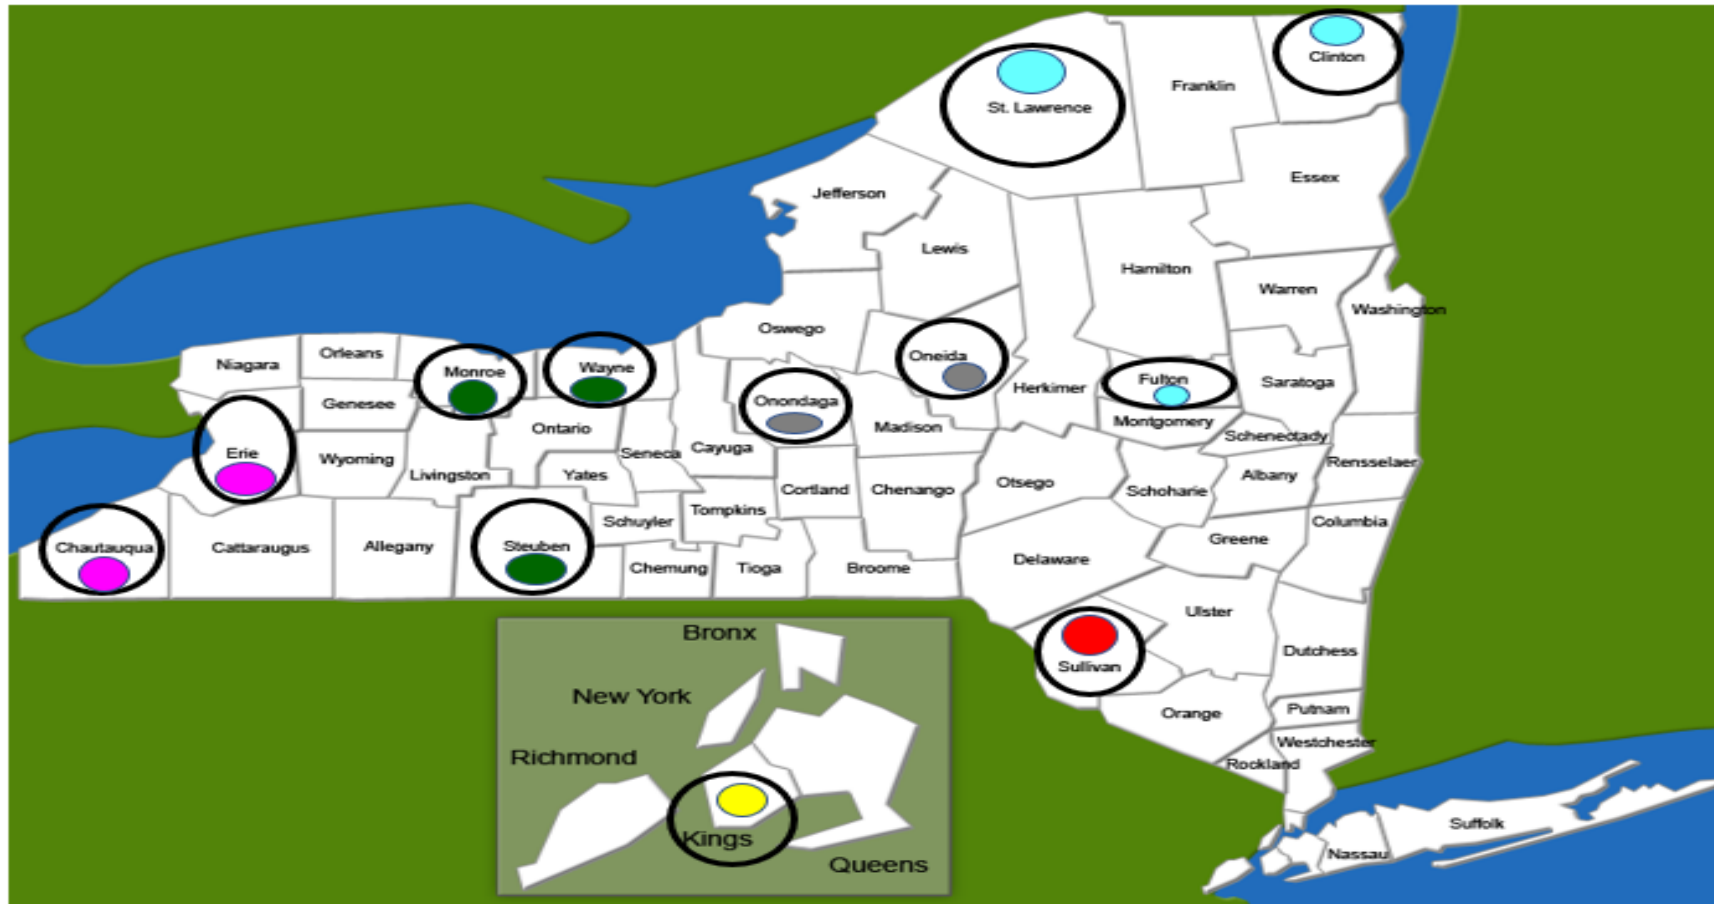 Clinton
Franklin
St. Lawrence
Essex
Jefferson
Lewis
Hamilton
Warren
Washington
Oswego
Oneida
Herkimer
Fulton
Saratoga
Niagara
Orleans
Monroe
Wayne
Genesee
Onondaga
Madison
Montgomery
Schenectady
Erie
Wyoming
Livingston
Ontario
Seneca
Cayuga
Yates
Cortland
Chenango
Otsego
Schoharie
Albany
Rensselaer
Chautauqua
Cattaraugus
Allegany
Steuben
Schuyler
Tompkins
Chemung
Tioga
Broome
Delaware
Greene
Columbia
Ulster
Sullivan
Dutchess
Orange
Putnam
Westchester
Rockland
Suffolk
Nassau
Bronx
New York
Richmond
Kings
Queens